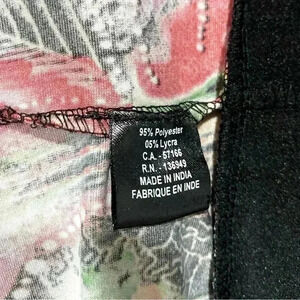 95% Polyester
05% Lycra
C.A. - 57166
R.N. - 136949
MADE IN INDIA
FABRIQUE EN INDE